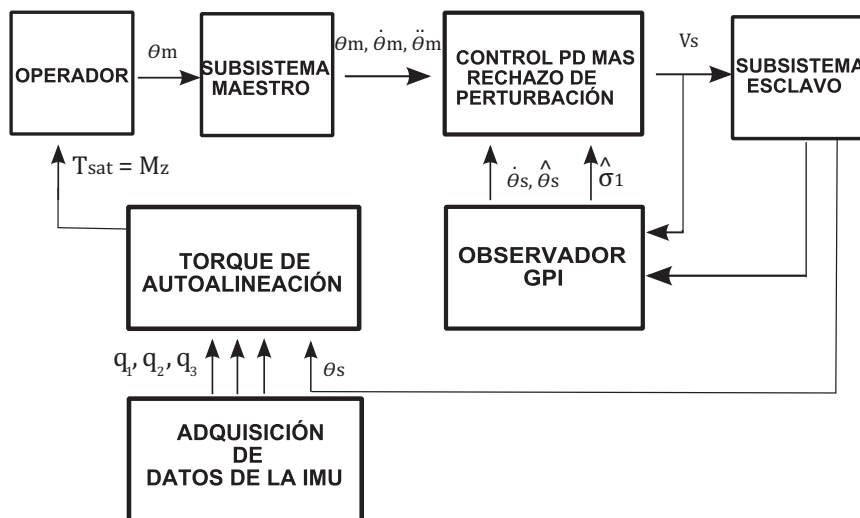 OPERADOR
θm
SUBSISTEMA
MAESTRO
θm, θ̇m, θ̈m
CONTROL PD MAS
RECHAZO DE
PERTURBACIÓN
Vs
SUBSISTEMA
ESCLAVO
Tsat = Mz
θ̇s, θ̂s
σ̂1
TORQUE DE
AUTOALINEACIÓN
OBSERVADOR
GPI
q1, q2, q3
θs
ADQUISICIÓN
DE
DATOS DE LA IMU